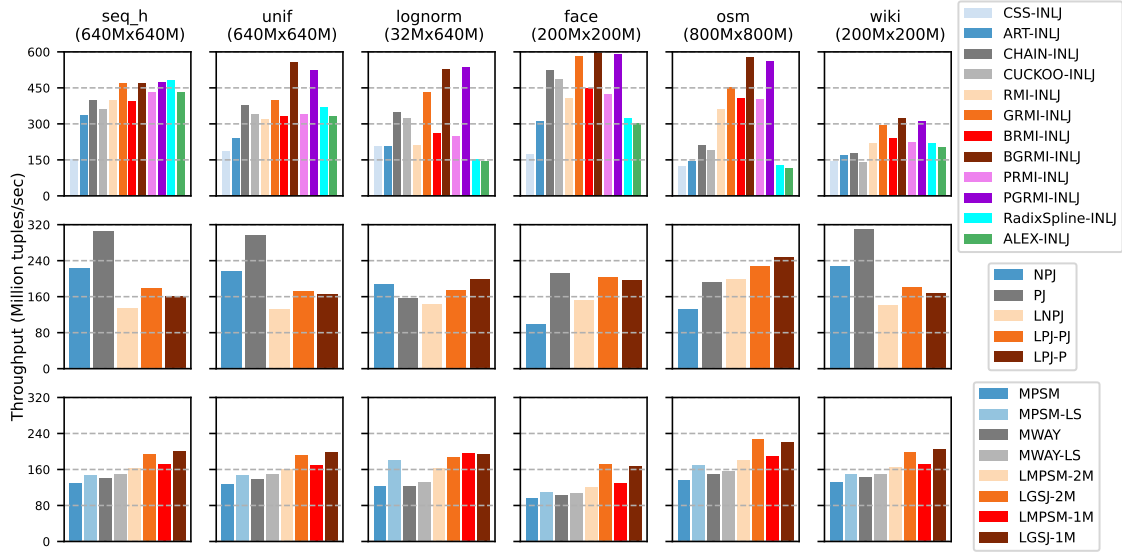 seq_h
(640Mx640M)
unif
(640Mx640M)
lognorm
(32Mx640M)
face
(200Mx200M)
osm
(800Mx800M)
wiki
(200Mx200M)
Throughput (Million tuples/sec)
600
450
300
150
0
CSS-INLJ
ART-INLJ
CHAIN-INLJ
CUCKOO-INLJ
RMI-INLJ
GRMI-INLJ
BRMI-INLJ
BGRMI-INLJ
PRMI-INLJ
PGRMI-INLJ
RadixSpline-INLJ
ALEX-INLJ
320
240
160
80
0
NPJ
PJ
LNPJ
LPJ-PJ
LPJ-P
320
240
160
80
0
MPSM
MPSM-LS
MWAY
MWAY-LS
LMPSM-2M
LGSJ-2M
LMPSM-1M
LGSJ-1M